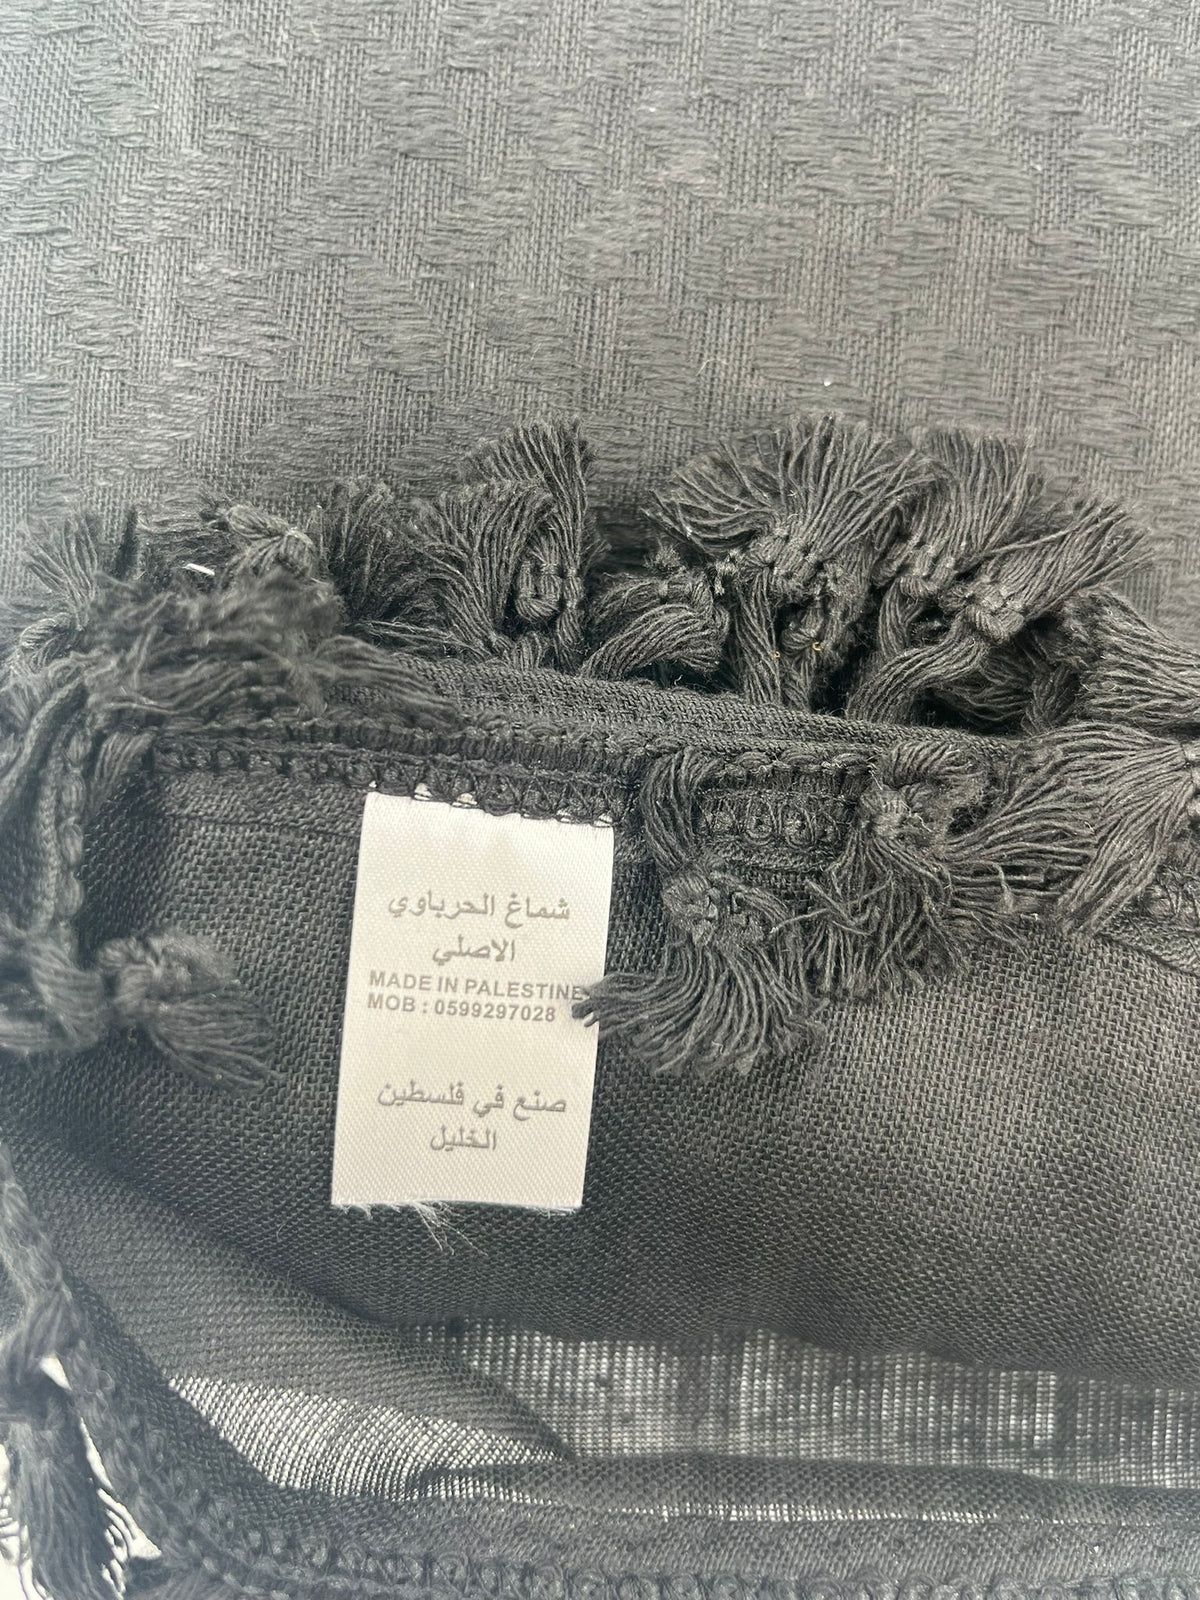 شماغ الحرباوي
الاصلي
MADE IN PALESTINE
MOB : 0599297028
صنع في فلسطين
الخليل